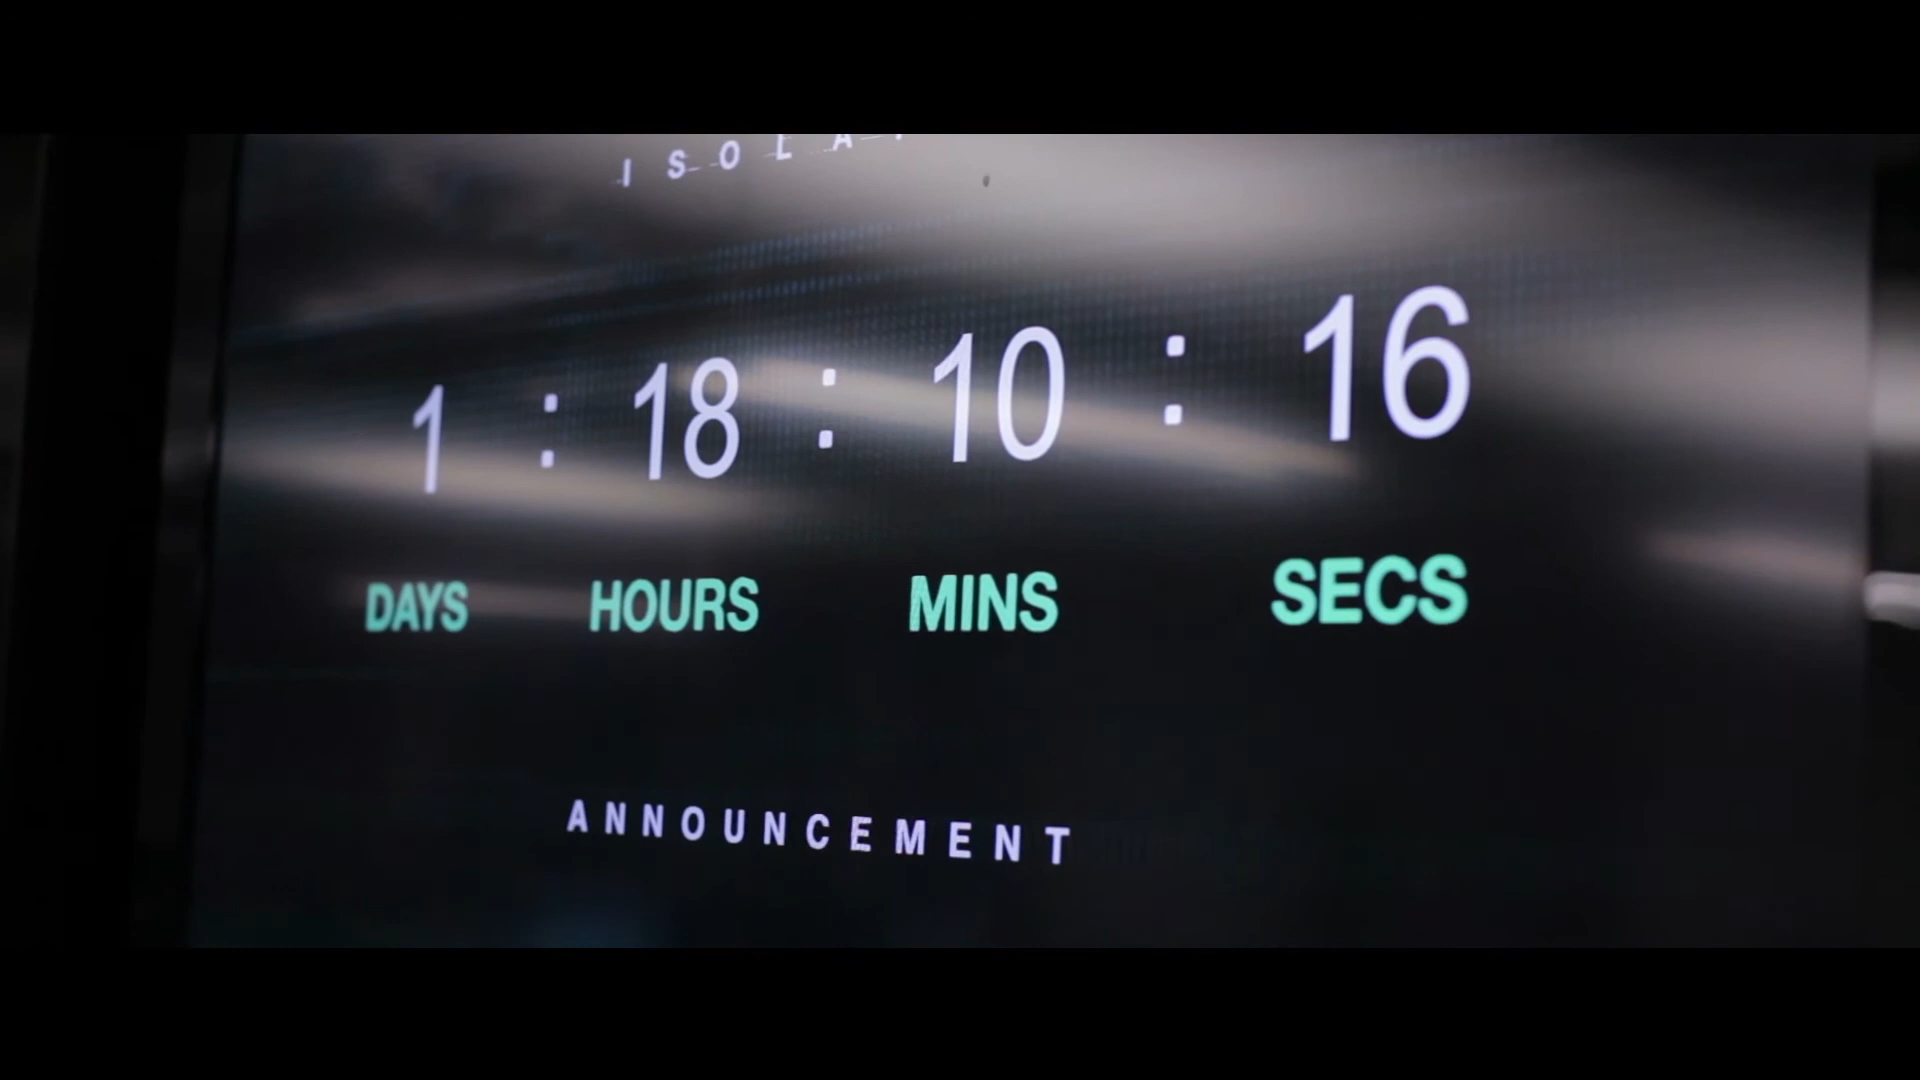 1 : 18 : 10 : 16
DAYS HOURS MINS SECS
ANNOUNCEMENT